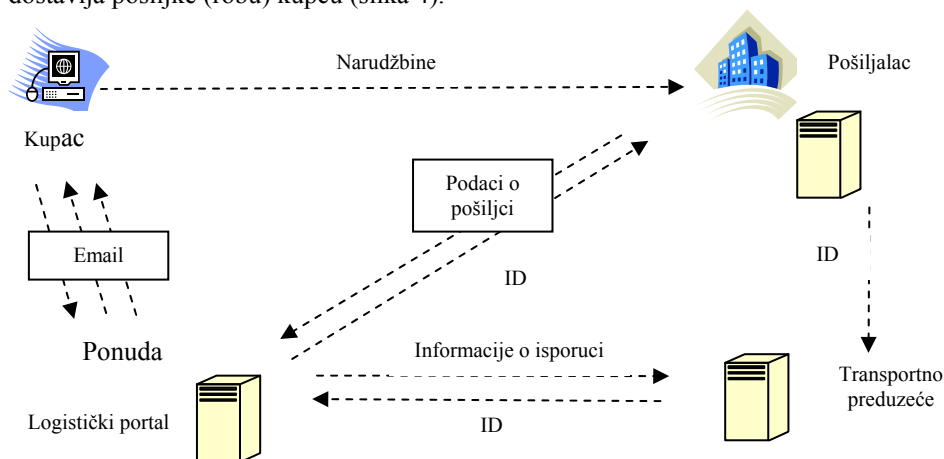 dostavlja pošiljke (robu) kupcu (slika 4).
Narudžbine
Pošiljalac
Kupac
Podaci o
pošiljci
Email
ID
ID
Ponuda
Informacije o isporuci
Transportno
preduzeće
Logistički portal
ID